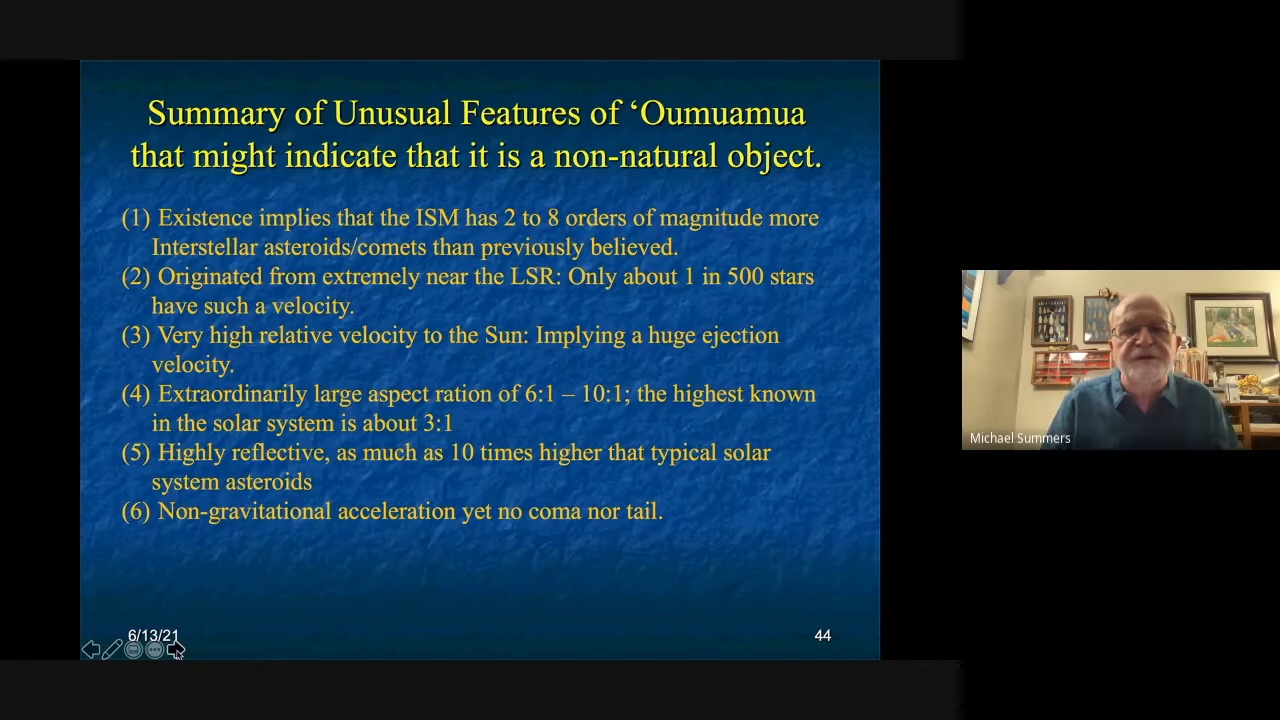 Summary of Unusual Features of ‘Oumuamua
that might indicate that it is a non-natural object.
(1) Existence implies that the ISM has 2 to 8 orders of magnitude more
Interstellar asteroids/comets than previously believed.
(2) Originated from extremely near the LSR: Only about 1 in 500 stars
have such a velocity.
(3) Very high relative velocity to the Sun: Implying a huge ejection
velocity.
(4) Extraordinarily large aspect ration of 6:1 – 10:1; the highest known
in the solar system is about 3:1
(5) Highly reflective, as much as 10 times higher that typical solar
system asteroids
(6) Non-gravitational acceleration yet no coma nor tail.
6/13/21
44
Michael Summers